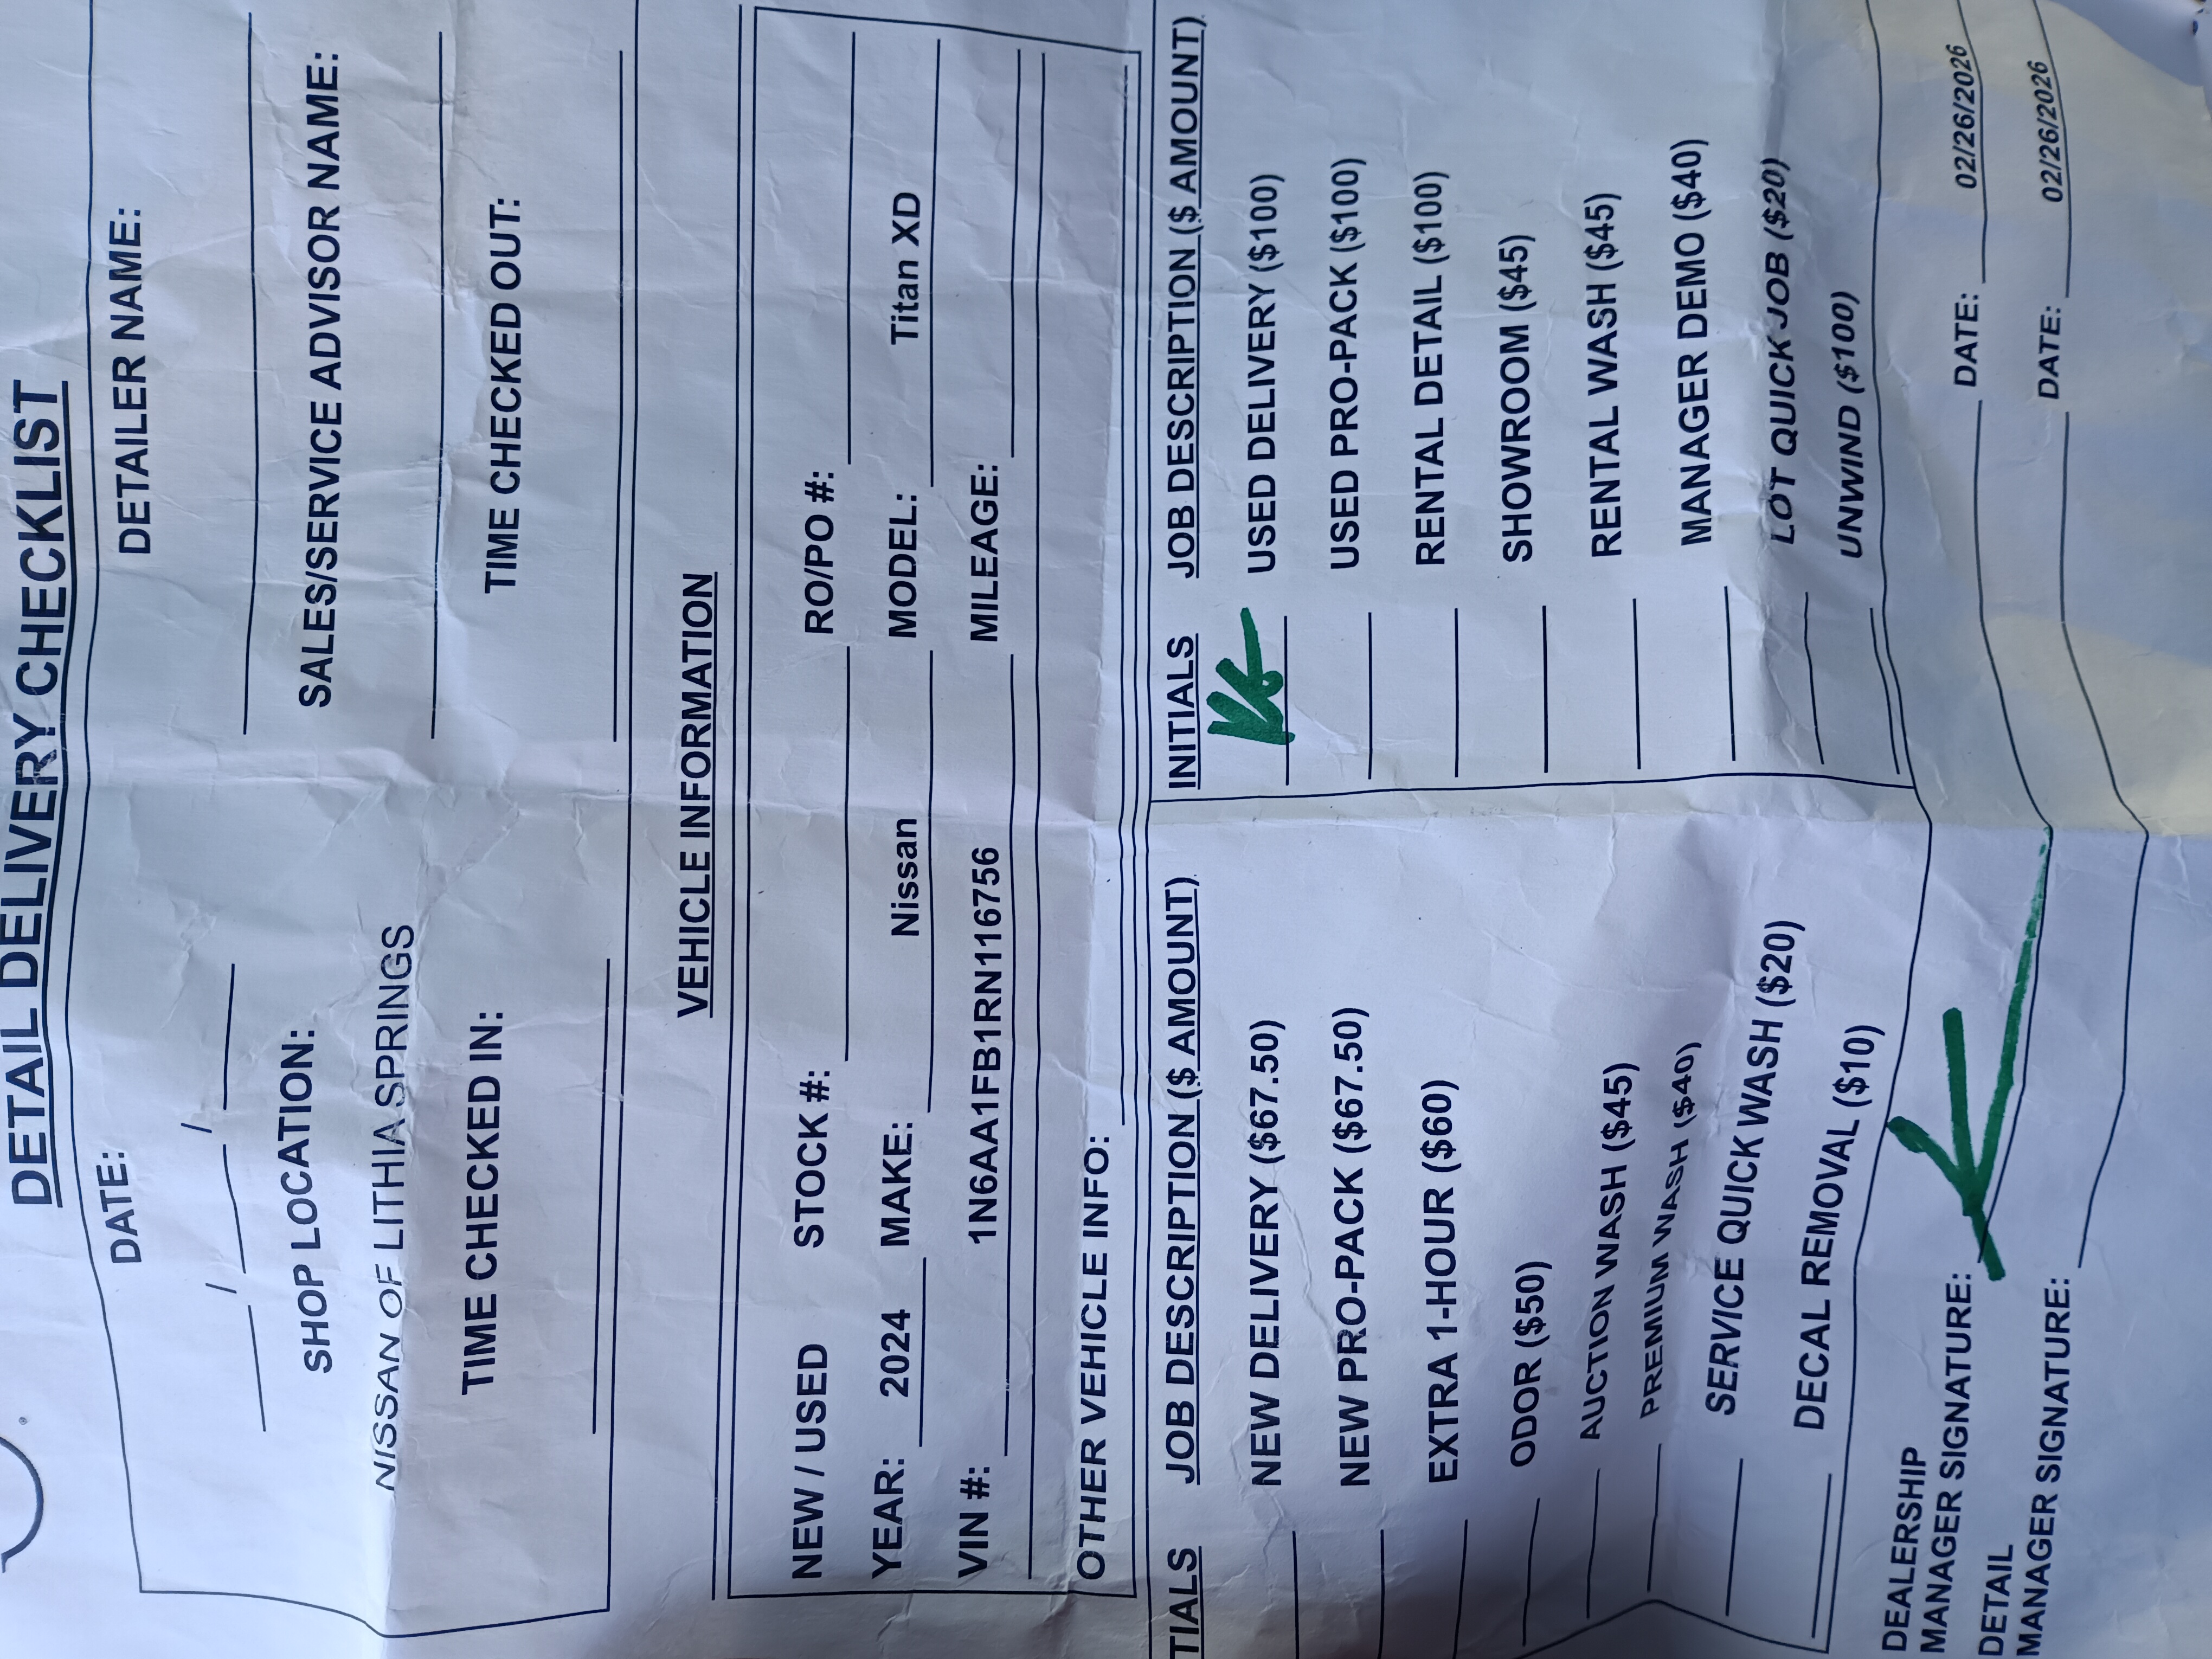 DETAIL DELIVERY CHECKLIST
DATE: DETAILER NAME:
/ /
SHOP LOCATION: SALES/SERVICE ADVISOR NAME:
NISSAN OF LITHIA SPRINGS
TIME CHECKED IN: TIME CHECKED OUT:
VEHICLE INFORMATION
NEW / USED STOCK #: RO/PO #:
YEAR: 2024 MAKE: Nissan MODEL: Titan XD
VIN #: 1N6AA1FB1RN116756 MILEAGE:
OTHER VEHICLE INFO:
TIALS JOB DESCRIPTION ($ AMOUNT) INITIALS JOB DESCRIPTION ($ AMOUNT)
NEW DELIVERY ($67.50) USED DELIVERY ($100)
NEW PRO-PACK ($67.50) USED PRO-PACK ($100)
EXTRA 1-HOUR ($60) RENTAL DETAIL ($100)
ODOR ($50) SHOWROOM ($45)
AUCTION WASH ($45) RENTAL WASH ($45)
PREMIUM WASH ($40) MANAGER DEMO ($40)
SERVICE QUICK WASH ($20) LOT QUICK JOB ($20)
DECAL REMOVAL ($10) UNWIND ($100)
DEALERSHIP
MANAGER SIGNATURE: DATE: 02/26/2026
DETAIL
MANAGER SIGNATURE: DATE: 02/26/2026